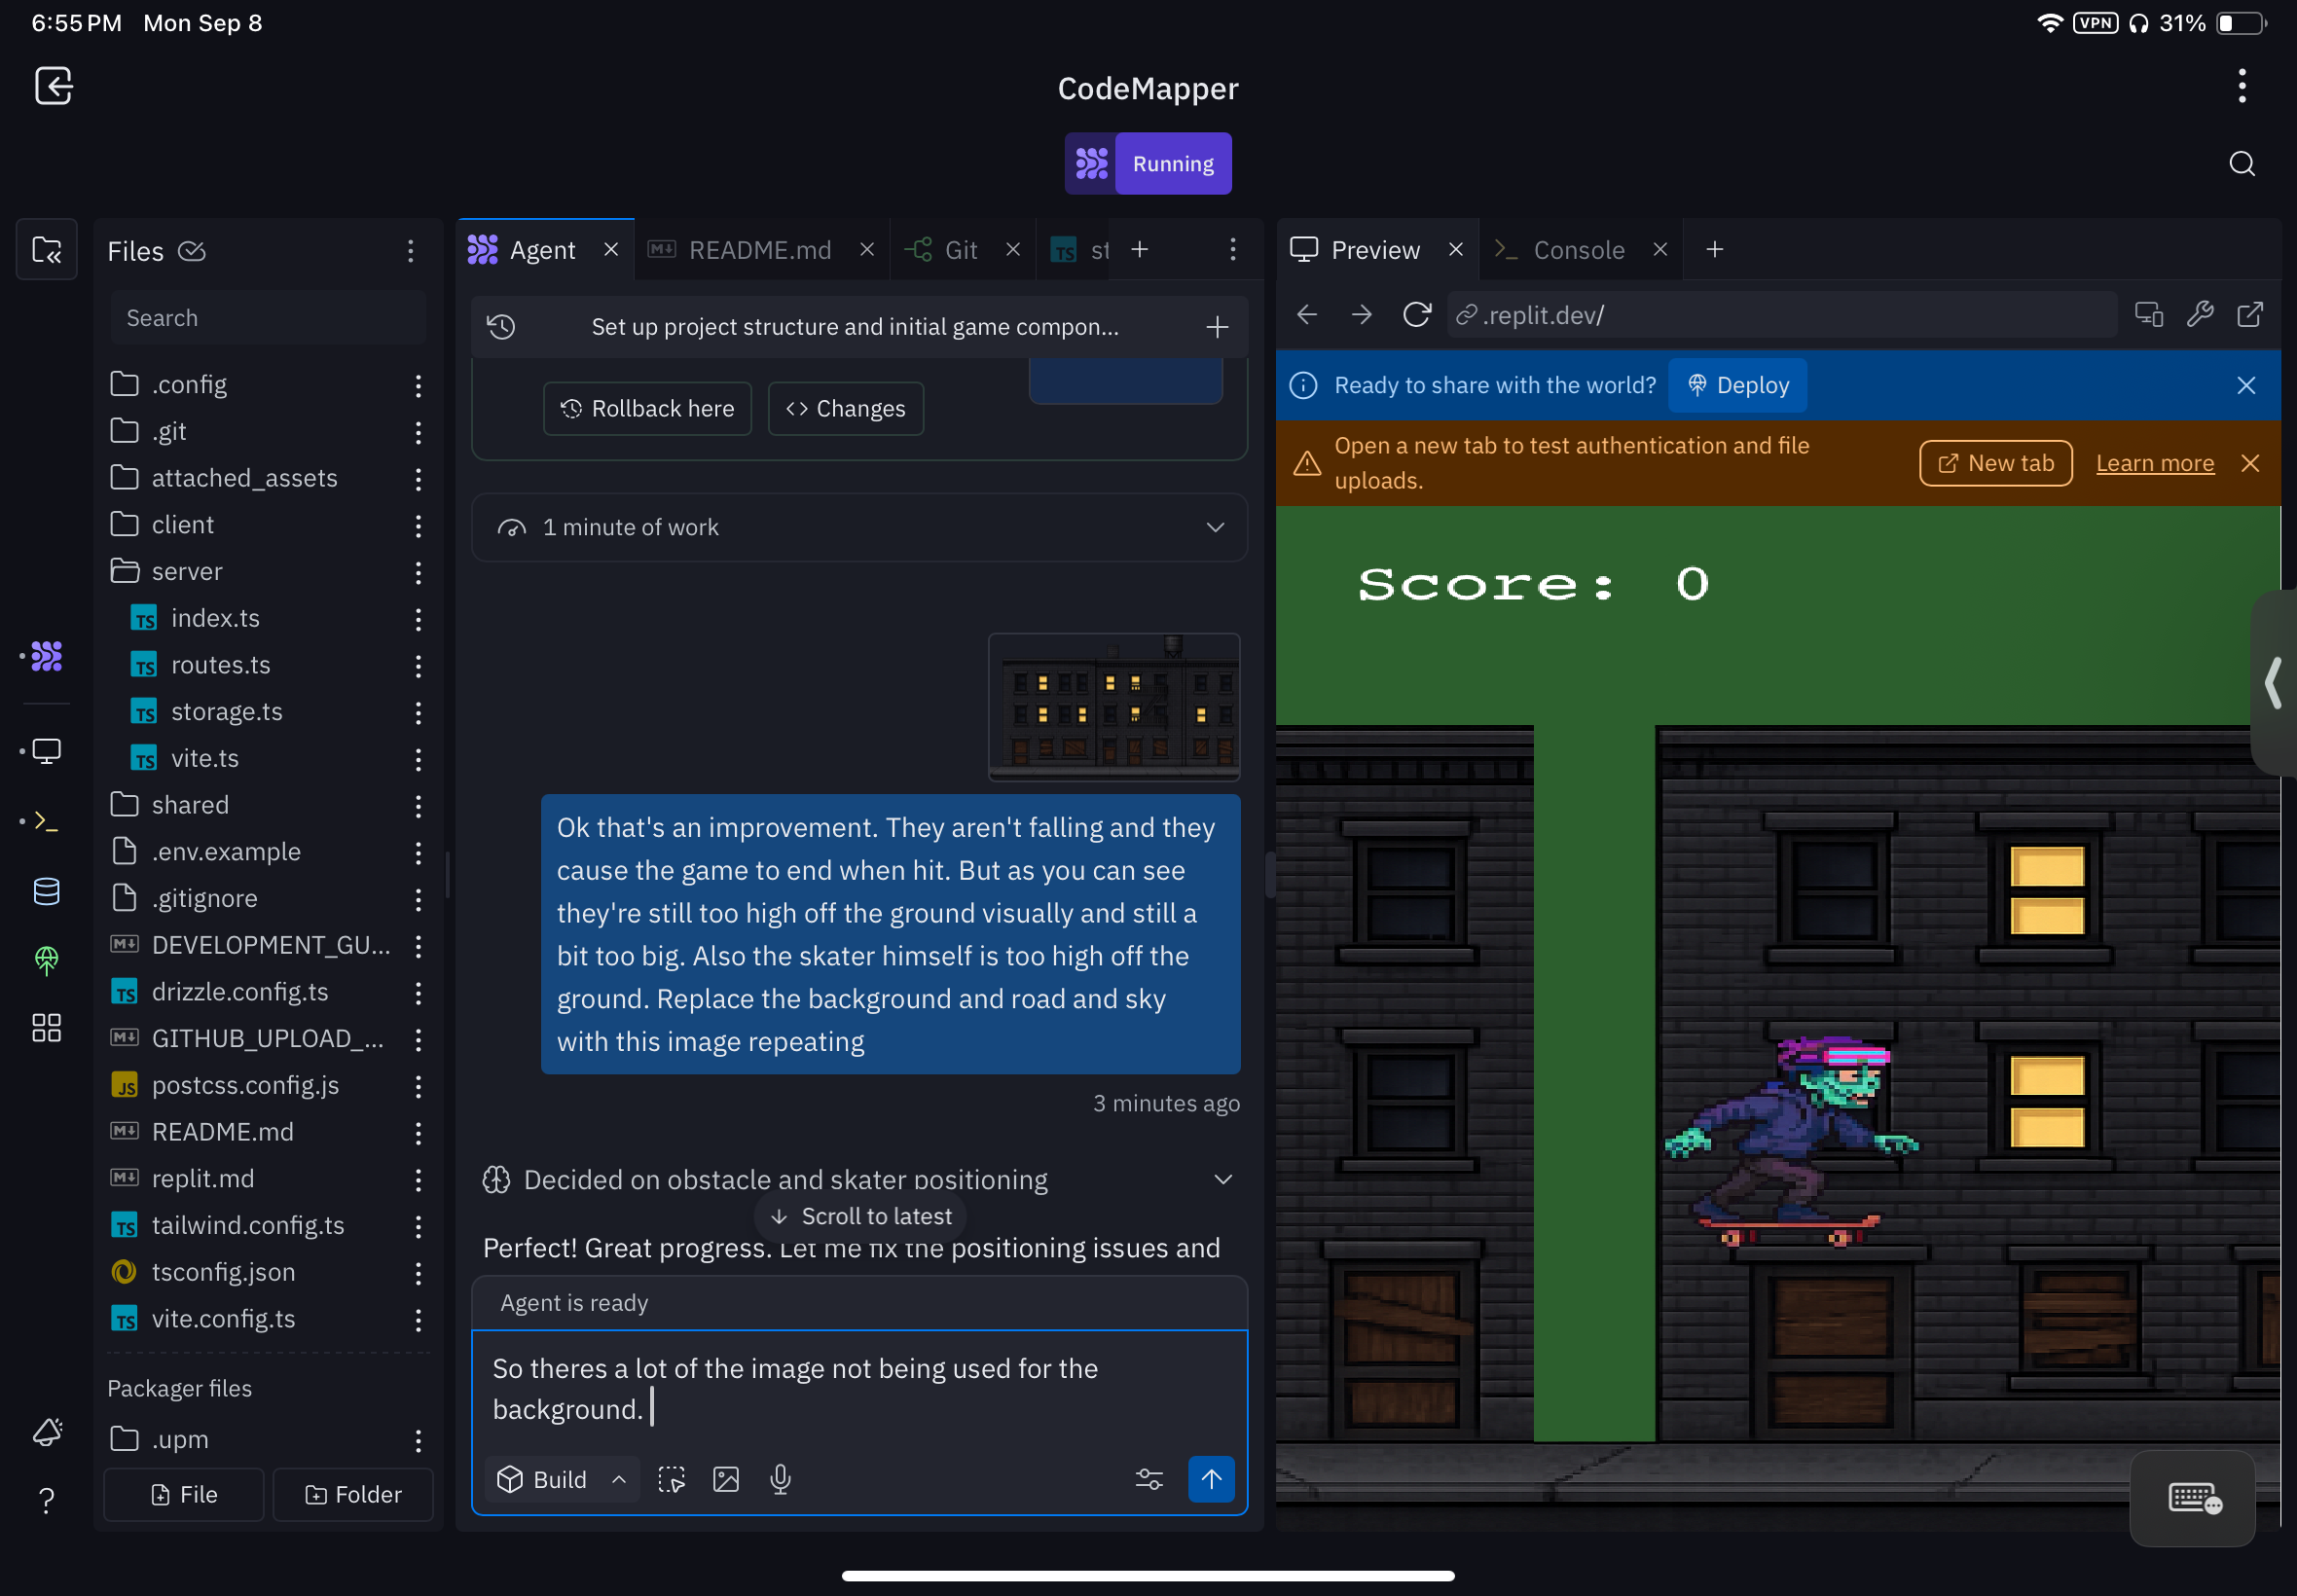 6:55 PM Mon Sep 8
VPN 31%
CodeMapper
Running
Files
Search
.config
.git
attached_assets
client
server
TS index.ts
TS routes.ts
TS storage.ts
TS vite.ts
shared
.env.example
.gitignore
DEVELOPMENT_GU...
TS drizzle.config.ts
GITHUB_UPLOAD_...
JS postcss.config.js
README.md
replit.md
TS tailwind.config.ts
tsconfig.json
TS vite.config.ts
Packager files
.upm
File Folder
Agent README.md Git TS st
Set up project structure and initial game compon...
Rollback here Changes
1 minute of work
Ok that's an improvement. They aren't falling and they
cause the game to end when hit. But as you can see
they're still too high off the ground visually and still a
bit too big. Also the skater himself is too high off the
ground. Replace the background and road and sky
with this image repeating
3 minutes ago
Decided on obstacle and skater positioning
Scroll to latest
Perfect! Great progress. Let me fix the positioning issues and
Agent is ready
So theres a lot of the image not being used for the
background.
Build
Preview Console
.replit.dev/
Ready to share with the world? Deploy
Open a new tab to test authentication and file
uploads.
New tab Learn more
Score: 0